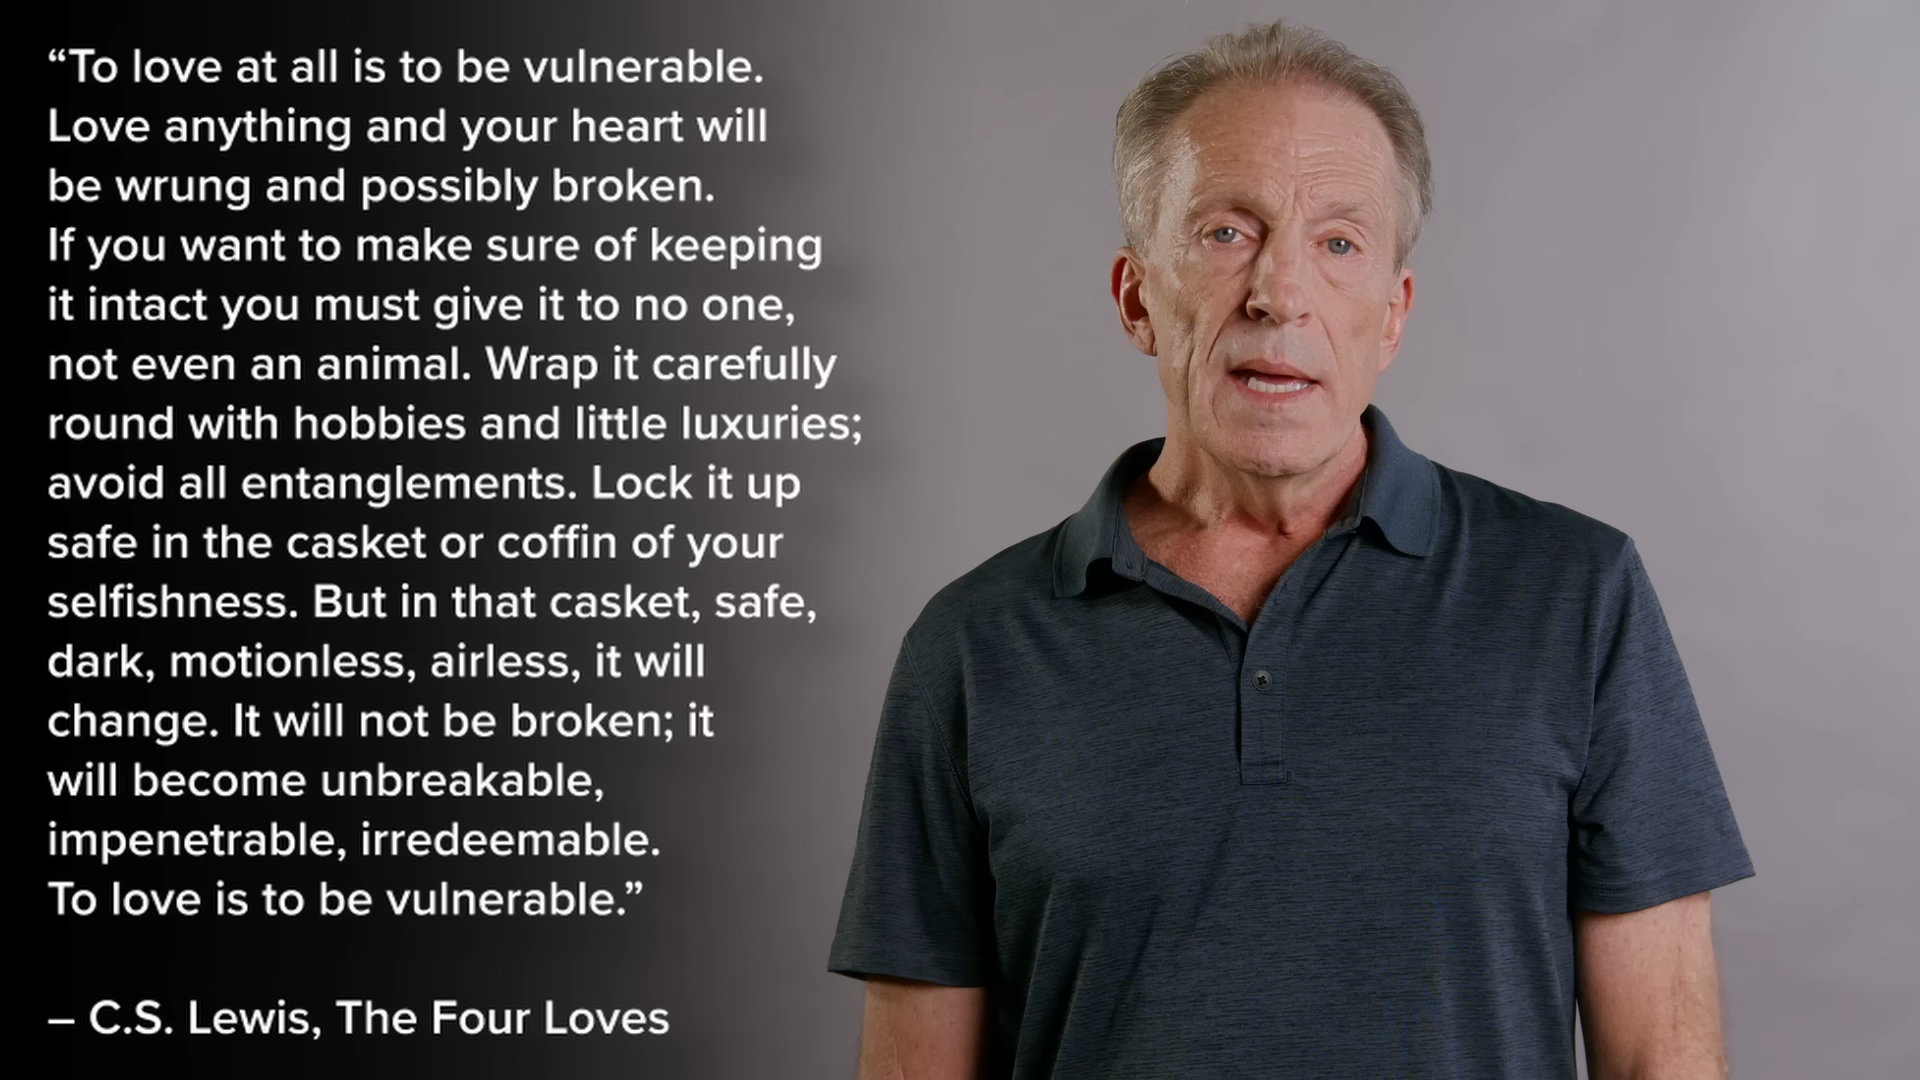 “To love at all is to be vulnerable.
Love anything and your heart will
be wrung and possibly broken.
If you want to make sure of keeping
it intact you must give it to no one,
not even an animal. Wrap it carefully
round with hobbies and little luxuries;
avoid all entanglements. Lock it up
safe in the casket or coffin of your
selfishness. But in that casket, safe,
dark, motionless, airless, it will
change. It will not be broken; it
will become unbreakable,
impenetrable, irredeemable.
To love is to be vulnerable.”
– C.S. Lewis, The Four Loves